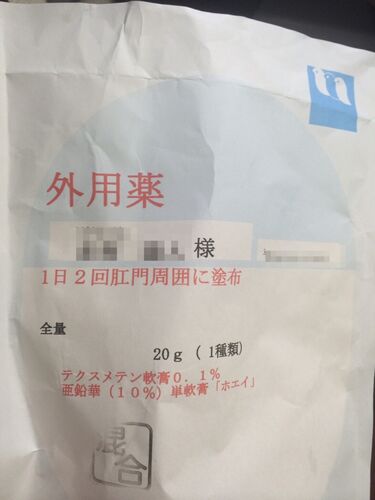 外用薬
様
1日2回肛門周囲に塗布
全量
20g (1種類)
テクスメテン軟膏0.1%
亜鉛華(10%)単軟膏「ホエイ」
混合